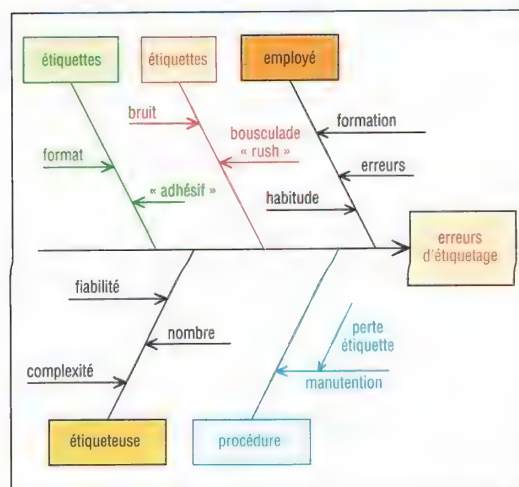 étiquettes
étiquettes
employé
bruit
formation
bousculade
« rush »
format
erreurs
« adhésif »
habitude
erreurs
d'étiquetage
fiabilité
perte
étiquette
nombre
complexité
manutention
étiqueteuse
procédure